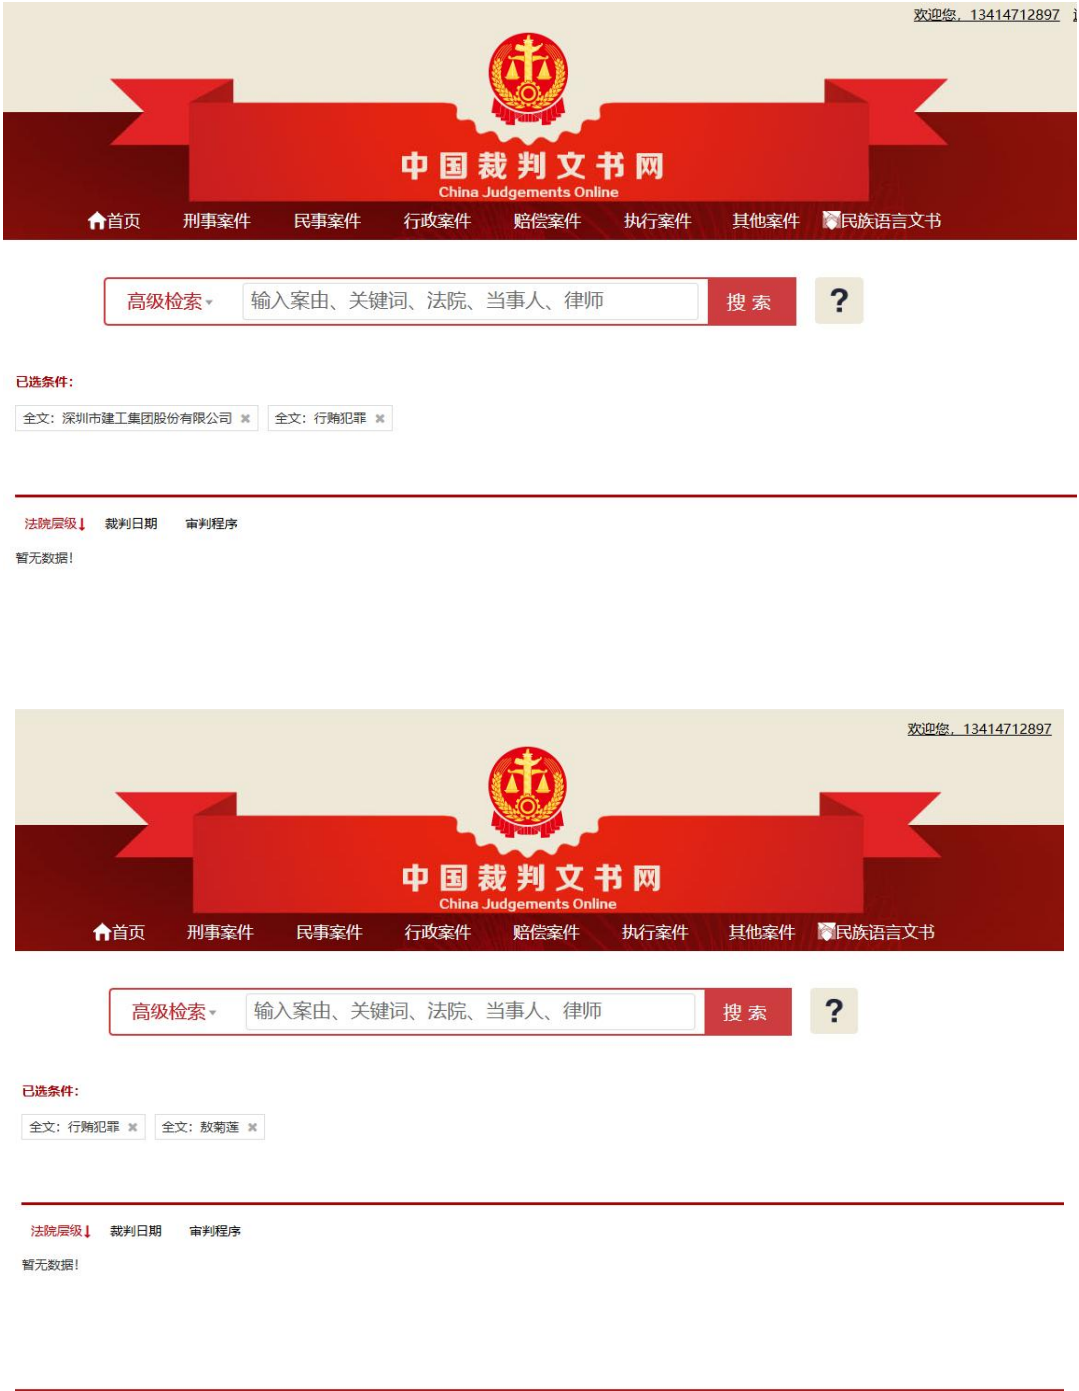 欢迎您，13414712897
中国裁判文书网
China Judgements Online
首页 刑事案件 民事案件 行政案件 赔偿案件 执行案件 其他案件 民族语言文书
高级检索 输入案由、关键词、法院、当事人、律师 搜索 ?
已选条件：
全文：深圳市建工集团股份有限公司 × 全文：行贿犯罪 ×
法院层级 裁判日期 审判程序
暂无数据！
欢迎您，13414712897
中国裁判文书网
China Judgements Online
首页 刑事案件 民事案件 行政案件 赔偿案件 执行案件 其他案件 民族语言文书
高级检索 输入案由、关键词、法院、当事人、律师 搜索 ?
已选条件：
全文：行贿犯罪 × 全文：敖菊莲 ×
法院层级 裁判日期 审判程序
暂无数据！